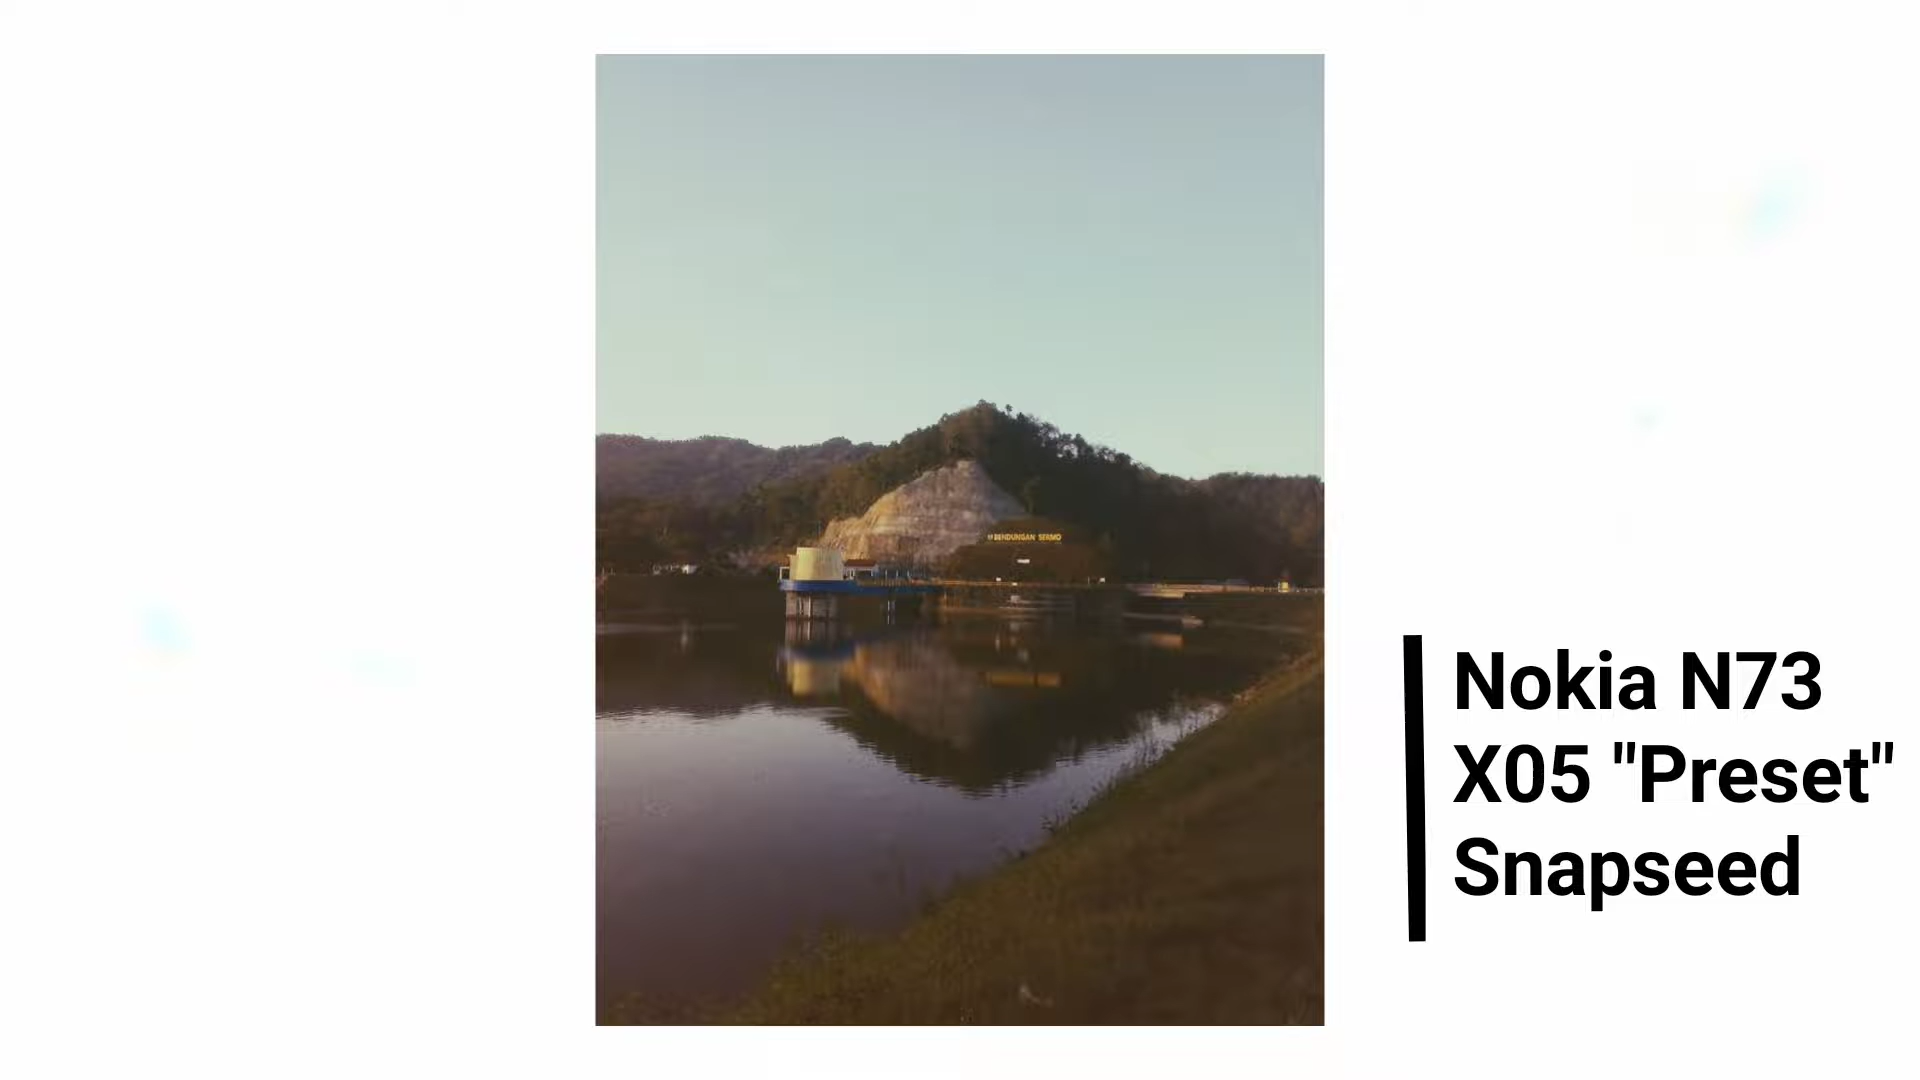 BENDUNGAN SERMO
Nokia N73
X05 "Preset"
Snapseed